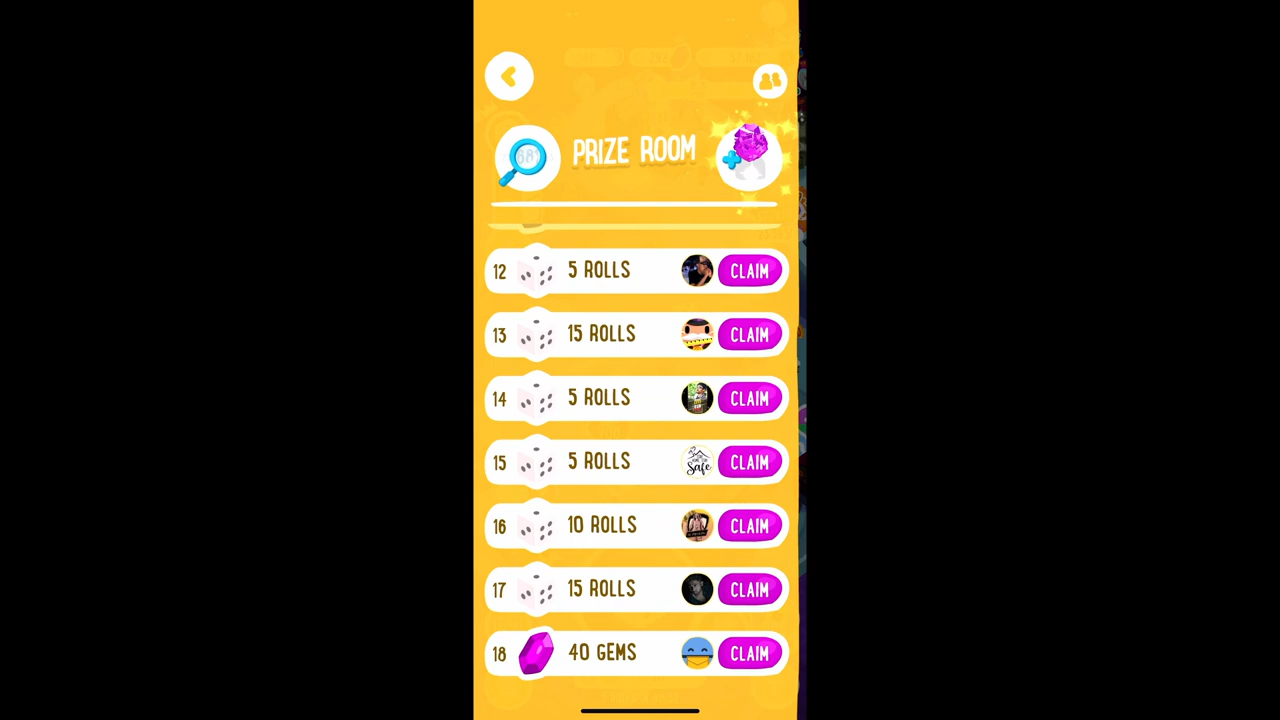 PRIZE ROOM
12 5 ROLLS CLAIM
13 15 ROLLS CLAIM
14 5 ROLLS CLAIM
15 5 ROLLS Safe CLAIM
16 10 ROLLS CLAIM
17 15 ROLLS CLAIM
18 40 GEMS CLAIM